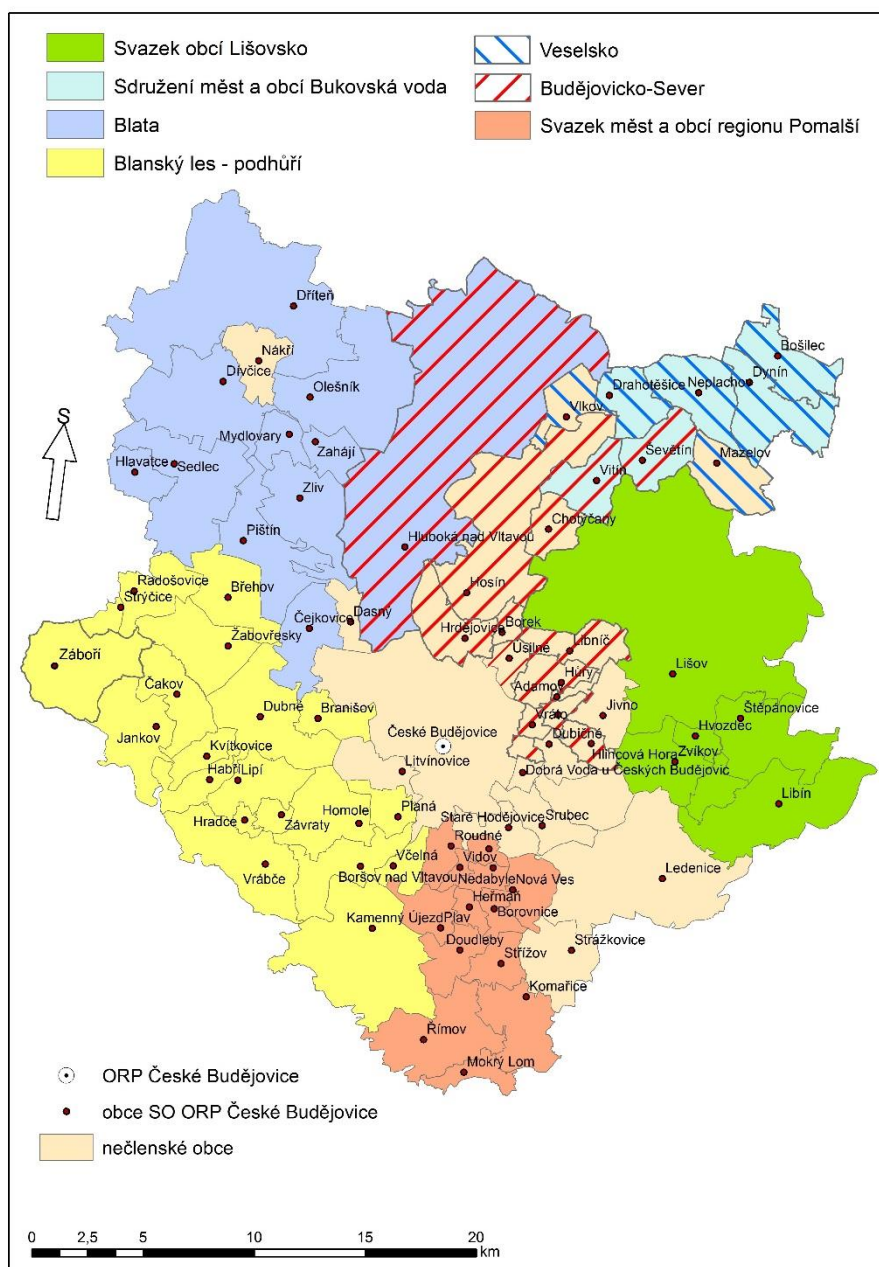 Svazek obcí Lišovsko
Sdružení měst a obcí Bukovská voda
Blata
Blanský les - podhůří
Veselsko
Budějovicko-Sever
Svazek měst a obcí regionu Pomalší
S
Dříteň
Nákří
Dívčice
Olešník
Mydlovary
Zahájí
Hlavatce
Sedlec
Zliv
Pištín
Hluboká nad Vltavou
Bošilec
Dynín
Neplachov
Drahotěšice
Vlkov
Ševětín
Mazelov
Vitín
Chotýčany
Radošovice
Strýčice
Břehov
Čejkovice
Dasný
Hosín
Hrdějovice
Borek
Úsilné
Libníč
Žabovřesky
Záboří
Čakov
Dubné
Branišov
Jankov
Kvítkovice
Habří
Lipí
České Budějovice
Litvínovice
Hůry
Adamov
Vráto
Jivno
Dubičné
Hlincová Hora
Dobrá Voda u Českých Budějovic
Lišov
Štěpánovice
Hvozdec
Zvíkov
Libín
Hradce
Závraty
Homole
Planá
Staré Hodějovice
Srubec
Roudné
Vrábče
Boršov nad Vltavou
Včelná
Vidov
Nedabyle
Nová Ves
Ledenice
Heřmaň
Borovnice
Kamenný Újezd
Plav
Doudleby
Střížov
Strážkovice
Komařice
Římov
Mokrý Lom
ORP České Budějovice
obce SO ORP České Budějovice
nečlenské obce
0 2,5 5 10 15 20
km